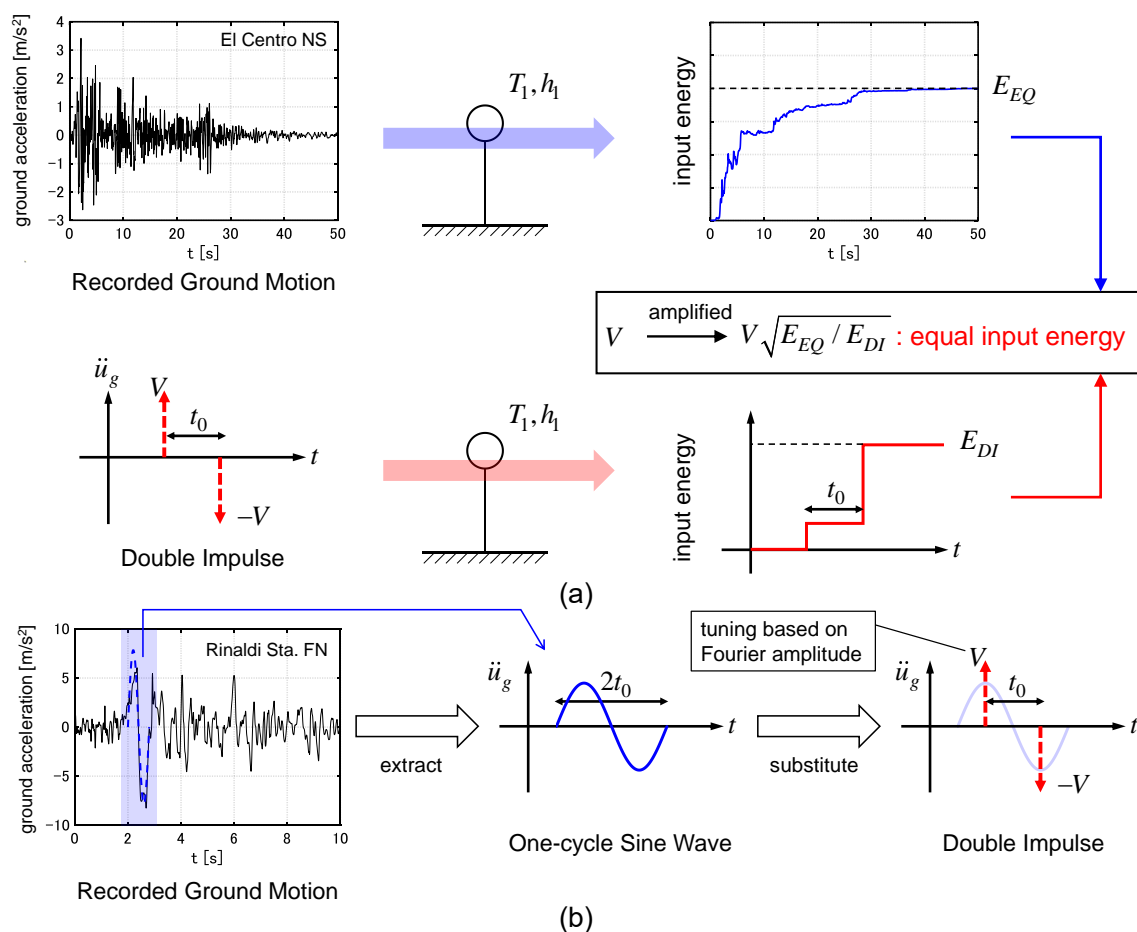 ground acceleration [m/s²]
4
3
2
1
0
−1
−2
−3
El Centro NS
0 10 20 30 40 50
t [s]
Recorded Ground Motion
T₁, h₁
input energy
E_EQ
0 10 20 30 40 50
t [s]
V amplified V√(E_EQ / E_DI) : equal input energy
ü_g
V
t₀
t
−V
Double Impulse
T₁, h₁
input energy
t₀
E_DI
t
(a)
ground acceleration [m/s²]
10
5
0
−5
−10
Rinaldi Sta. FN
0 2 4 6 8 10
t [s]
Recorded Ground Motion
extract
ü_g
2t₀
t
One-cycle Sine Wave
substitute
tuning based on
Fourier amplitude
ü_g
V
t₀
t
−V
Double Impulse
(b)